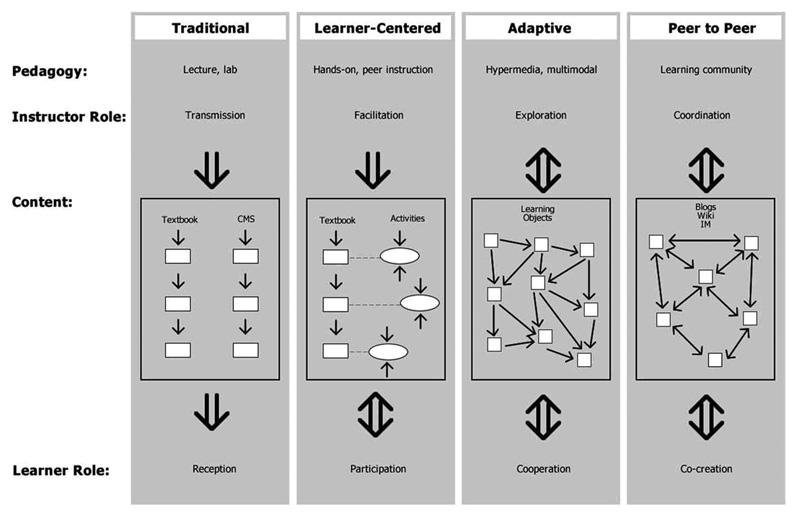 Traditional
Learner-Centered
Adaptive
Peer to Peer
Pedagogy:
Lecture, lab
Hands-on, peer instruction
Hypermedia, multimodal
Learning community
Instructor Role:
Transmission
Facilitation
Exploration
Coordination
Content:
Textbook
CMS
Textbook
Activities
Learning
Objects
Blogs
Wiki
IM
Learner Role:
Reception
Participation
Cooperation
Co-creation